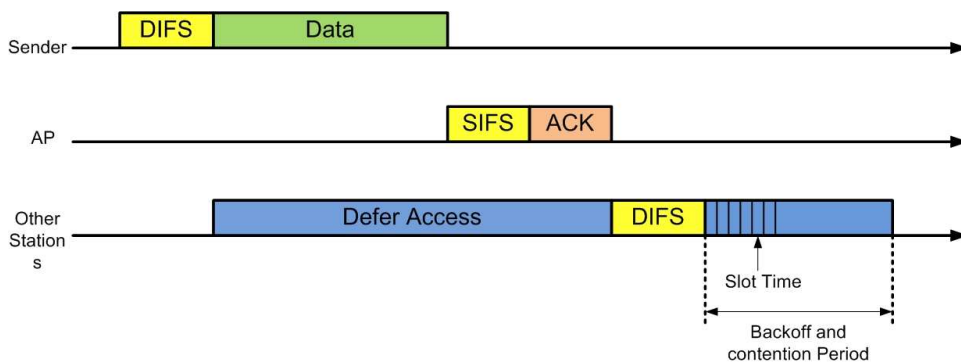 DIFS
Data
Sender
SIFS
ACK
AP
Defer Access
DIFS
Other
Station
s
Slot Time
Backoff and
contention Period